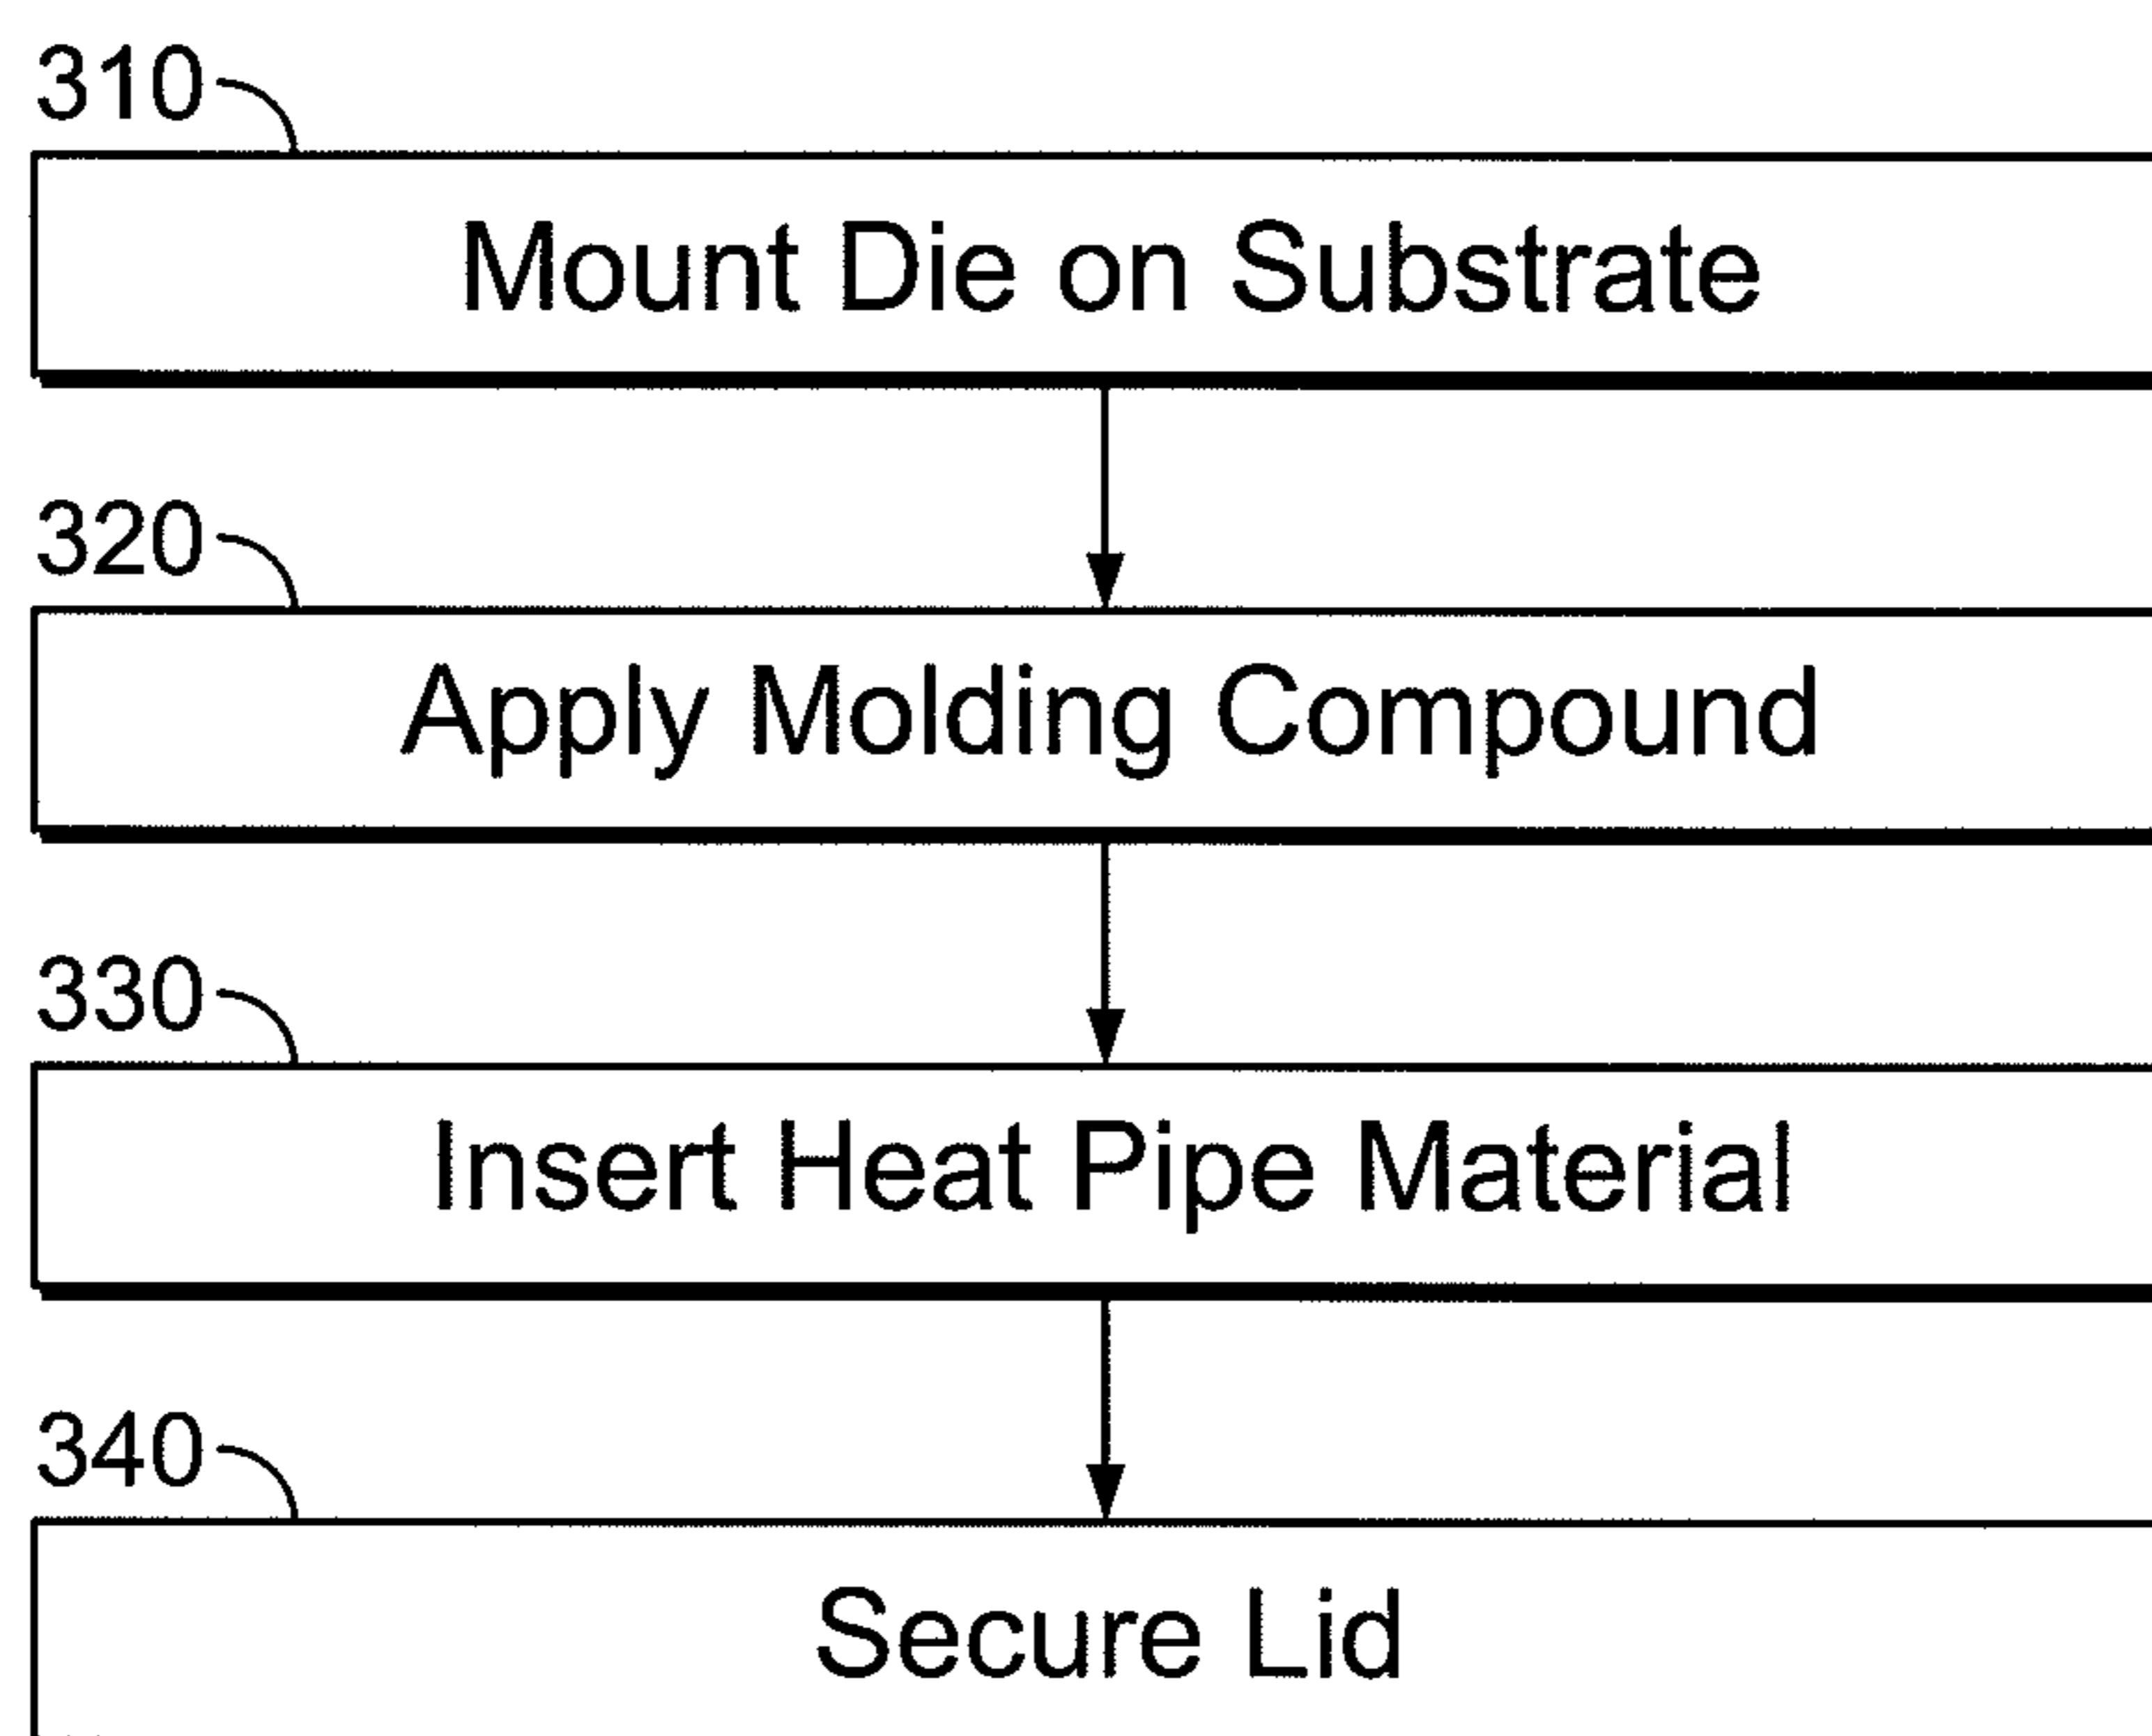 310
Mount Die on Substrate
320
Apply Molding Compound
330
Insert Heat Pipe Material
340
Secure Lid